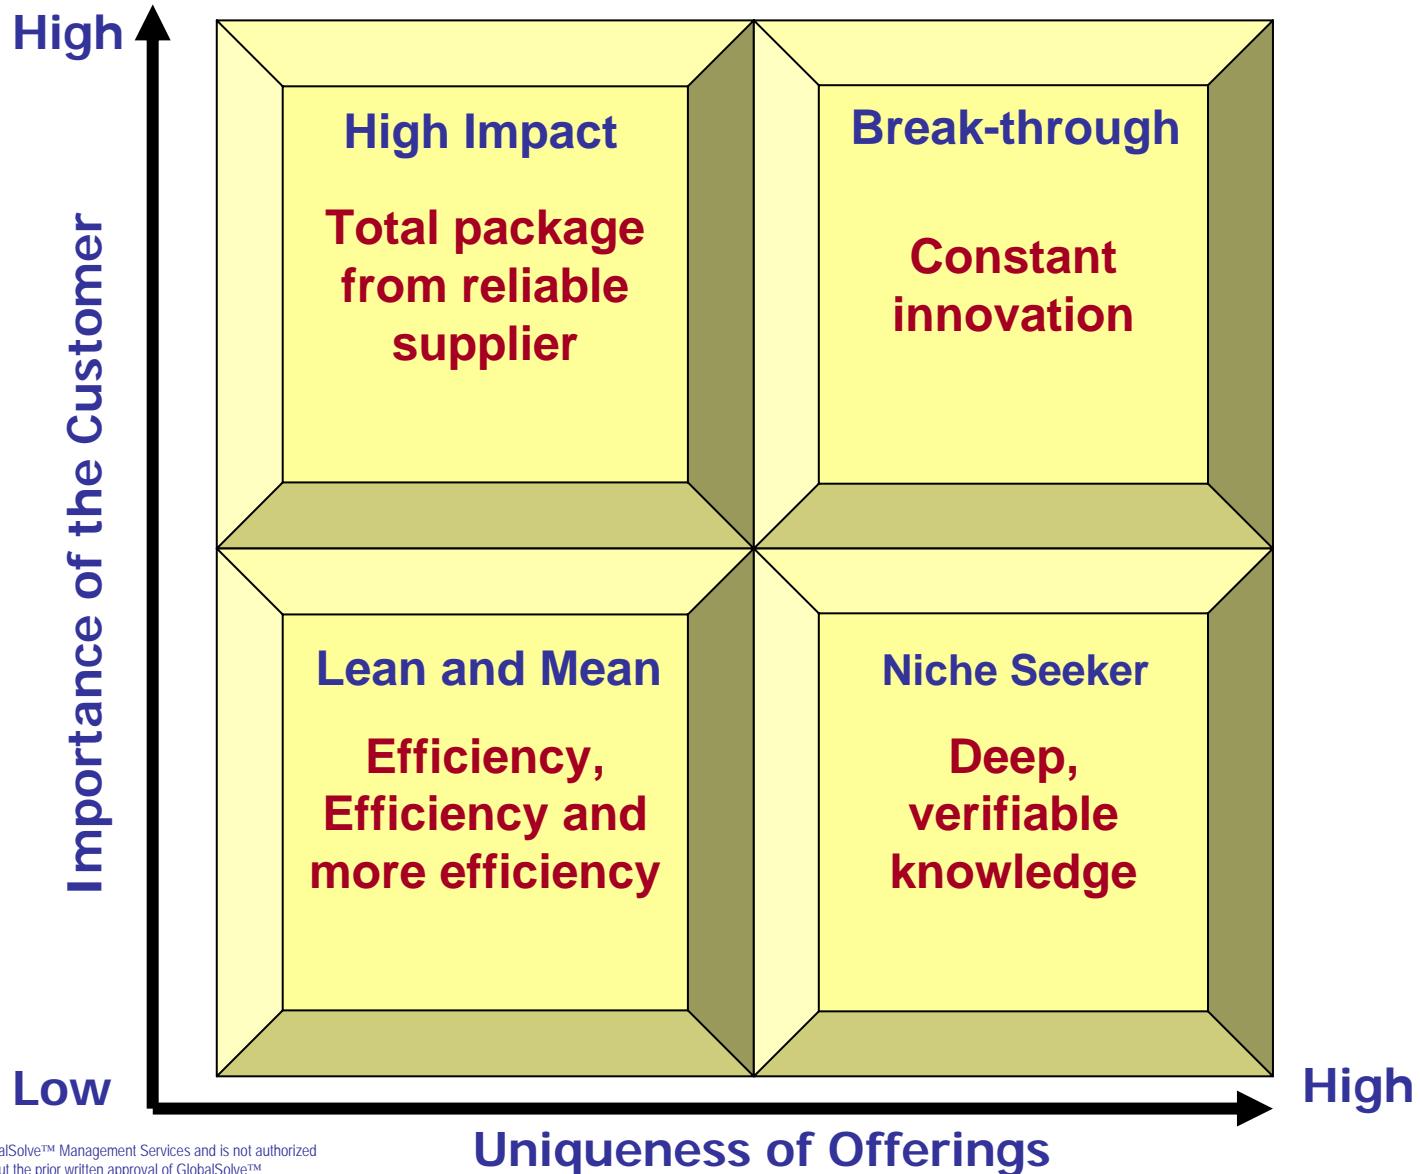 High
High Impact
Total package
from reliable
supplier
Break-through
Constant
innovation
Importance of the Customer
Lean and Mean
Efficiency,
Efficiency and
more efficiency
Niche Seeker
Deep,
verifiable
knowledge
Low
High
Uniqueness of Offerings
Management Services and is not authorized
the prior written approval of GlobalSolve™